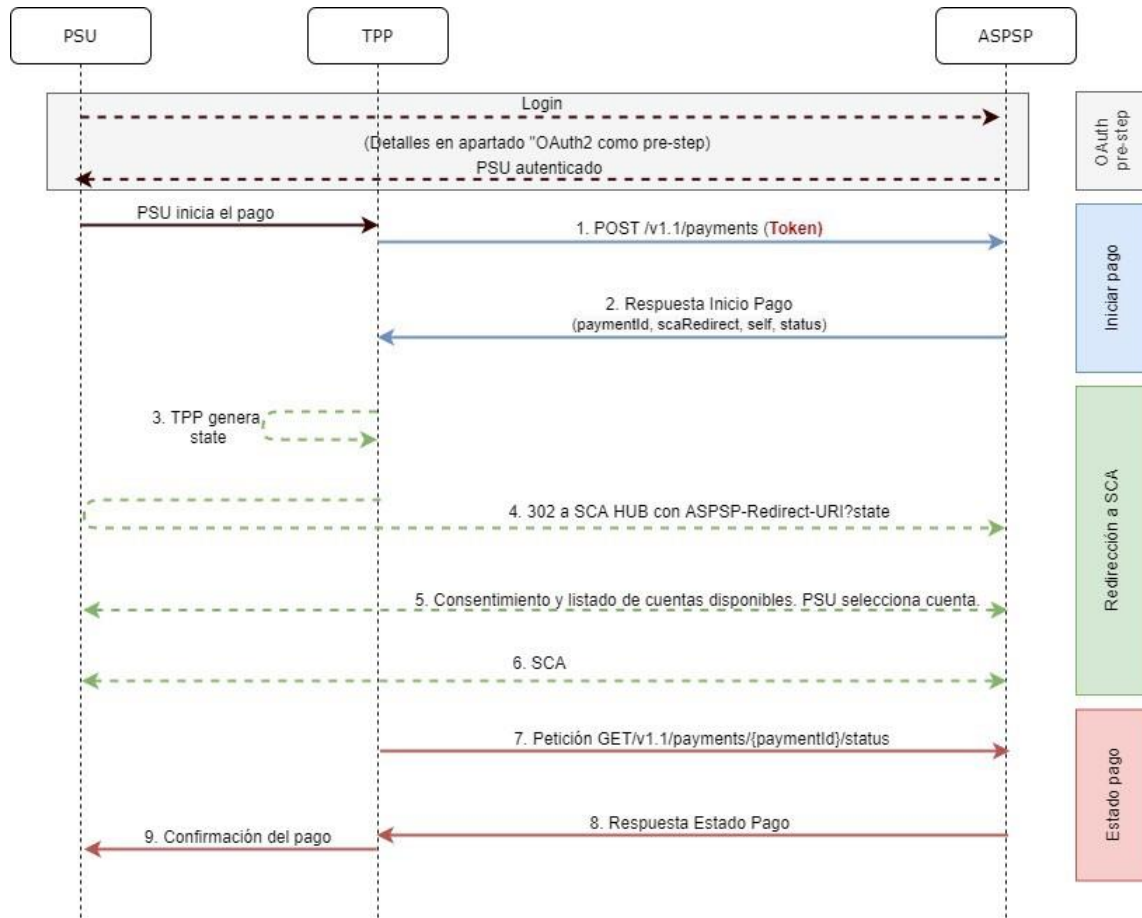 PSU
TPP
ASPSP
Login
(Detalles en apartado "OAuth2 como pre-step)
PSU autenticado
OAuth
pre-step
PSU inicia el pago
1. POST /v1.1/payments (Token)
2. Respuesta Inicio Pago
(paymentId, scaRedirect, self, status)
Iniciar pago
3. TPP genera
state
4. 302 a SCA HUB con ASPSP-Redirect-URI?state
5. Consentimiento y listado de cuentas disponibles. PSU selecciona cuenta.
6. SCA
Redirección a SCA
7. Petición GET/v1.1/payments/{paymentId}/status
8. Respuesta Estado Pago
9. Confirmación del pago
Estado pago